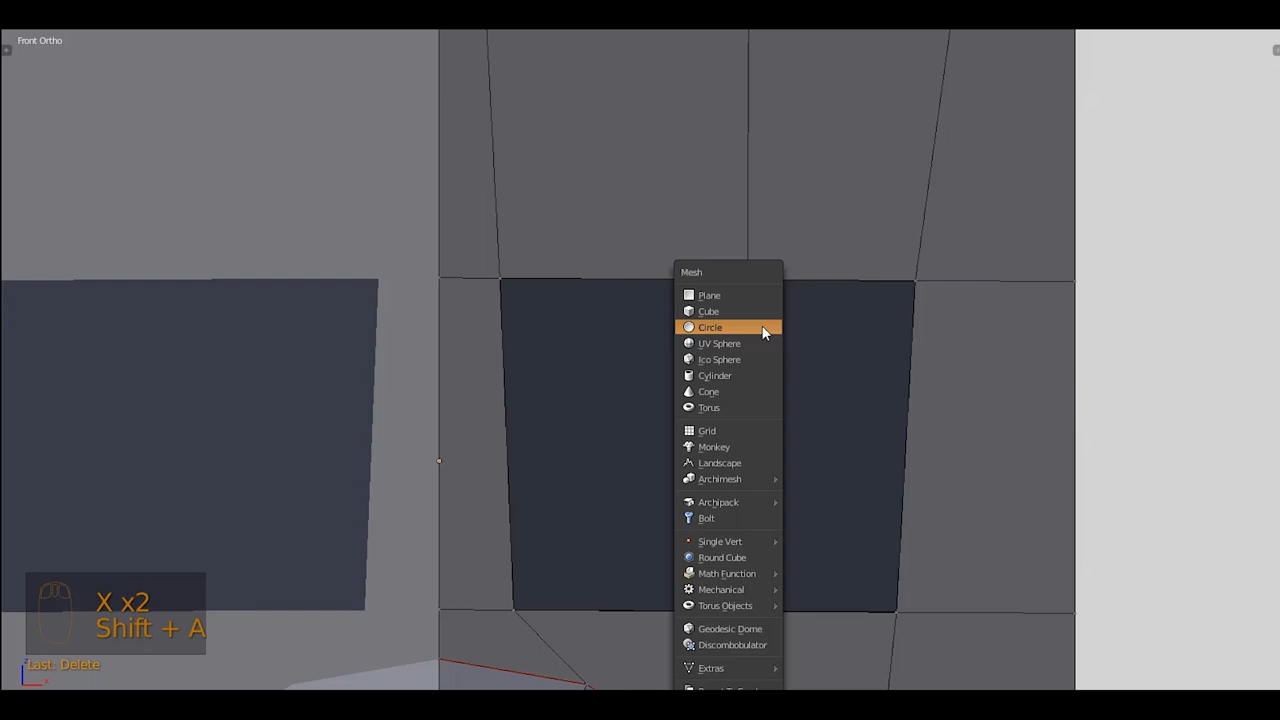 Front Ortho
Mesh
Plane
Cube
Circle
UV Sphere
Ico Sphere
Cylinder
Cone
Torus
Grid
Monkey
Landscape
Archimesh
Archipack
Bolt
Single Vert
Round Cube
Math Function
Mechanical
Torus Objects
Geodesic Dome
Discombobulator
Extras
X x2
Shift + A
Last: Delete
z
x